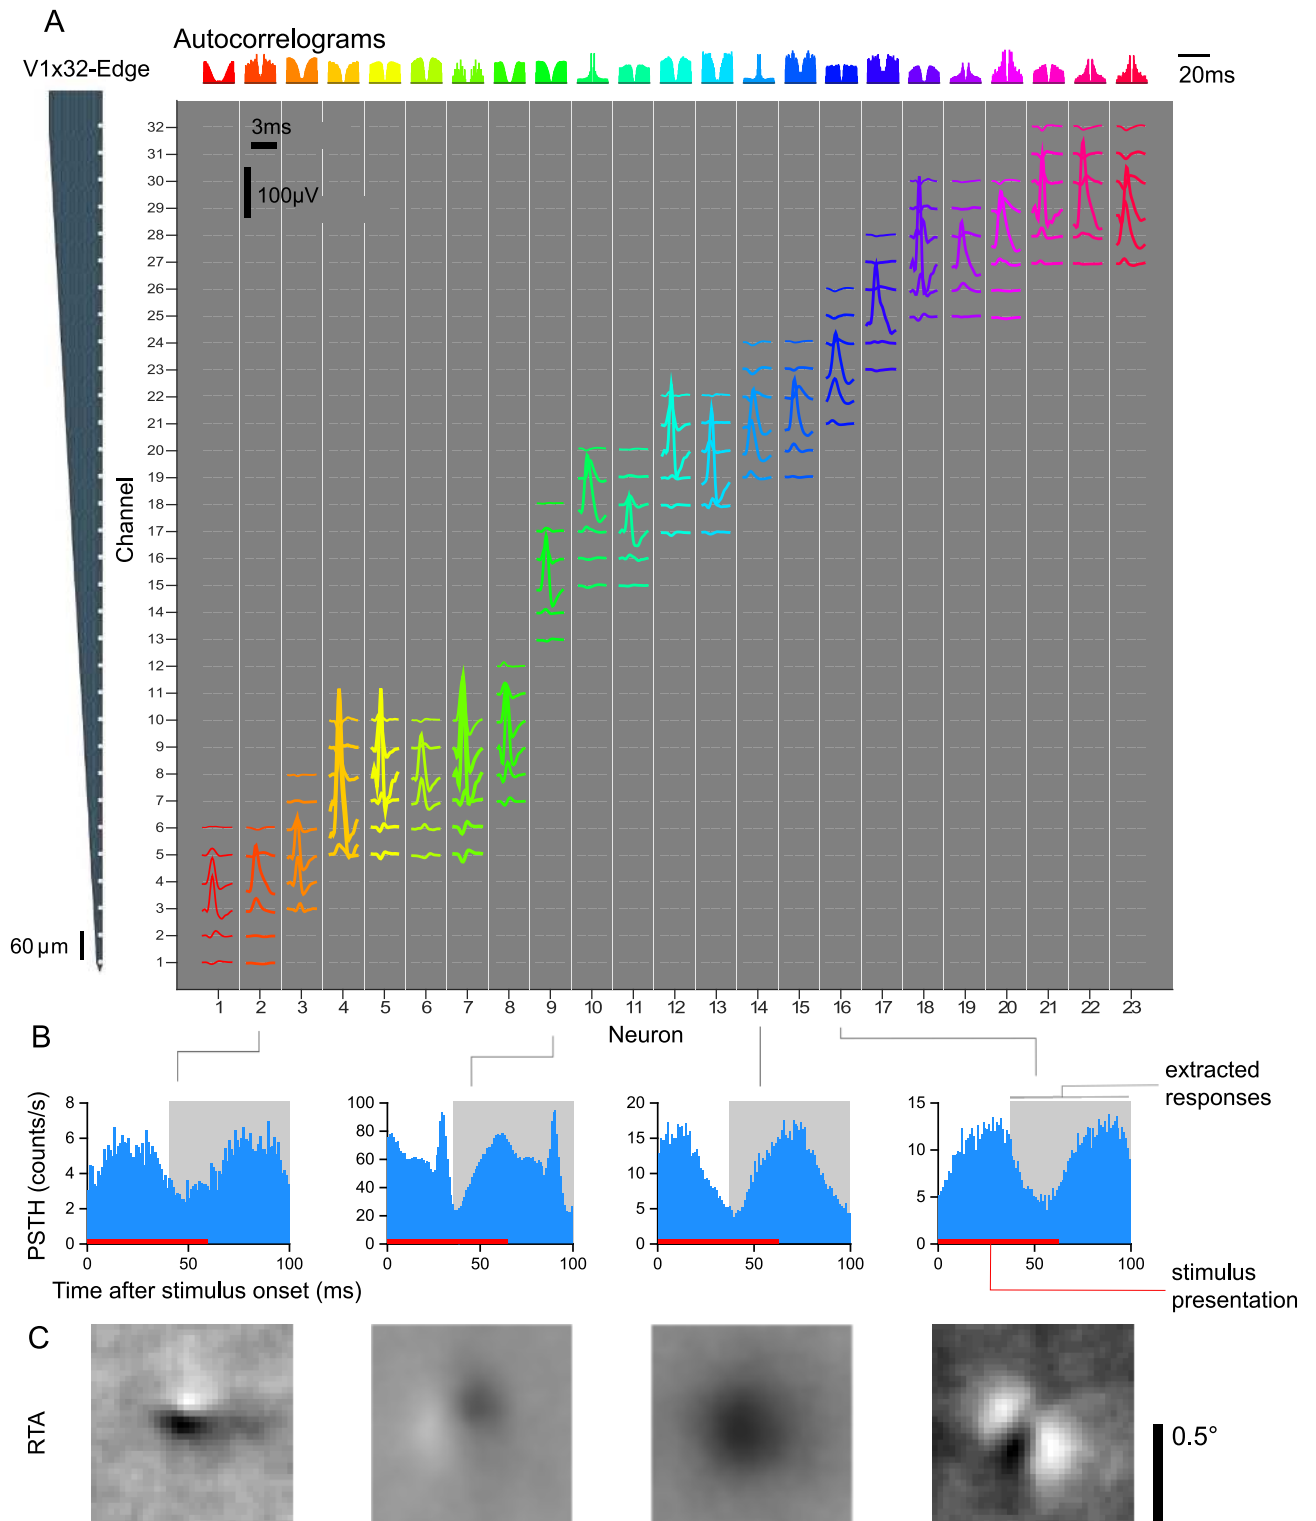 A
Autocorrelograms
V1x32-Edge
20ms
3ms
100µV
32
31
30
29
28
27
26
25
24
23
22
21
20
19
18
17
16
15
14
13
12
11
10
9
8
7
6
5
4
3
2
1
Channel
60 µm
1 2 3 4 5 6 7 8 9 10 11 12 13 14 15 16 17 18 19 20 21 22 23
Neuron
B
extracted
responses
PSTH (counts/s)
8
6
4
2
0
0 50 100
100
80
60
40
20
0
0 50 100
20
15
10
5
0
0 50 100
15
10
5
0
0 50 100
Time after stimulus onset (ms)
stimulus
presentation
C
RTA
0.5°